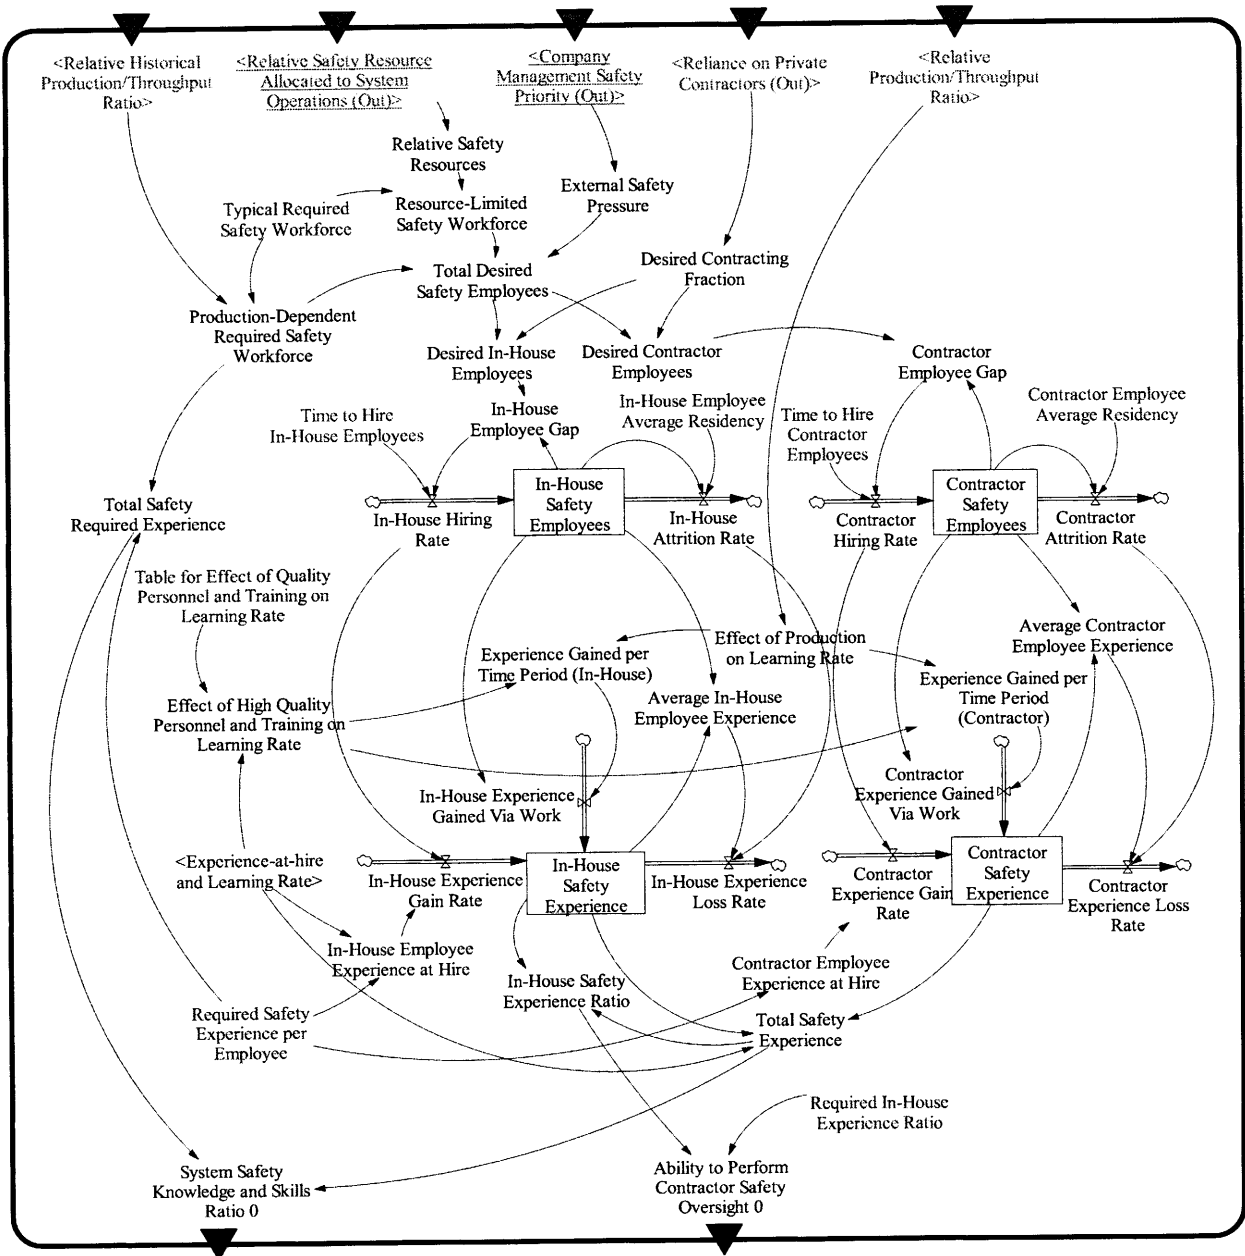 <Relative Historical
Production/Throughput
Ratio>
<Relative Safety Resource
Allocated to System
Operations (Out)>
<Company
Management Safety
Priority (Out)>
<Reliance on Private
Contractors (Out)>
<Relative
Production/Throughput
Ratio>
Relative Safety
Resources
External Safety
Pressure
Typical Required
Safety Workforce
Resource-Limited
Safety Workforce
Total Desired
Safety Employees
Desired Contracting
Fraction
Production-Dependent
Required Safety
Workforce
Desired In-House
Employees
Desired Contractor
Employees
Contractor
Employee Gap
Time to Hire
In-House Employees
In-House
Employee Gap
In-House Employee
Average Residency
Time to Hire
Contractor
Employees
Contractor Employee
Average Residency
Total Safety
Required Experience
In-House Hiring
Rate
In-House
Safety
Employees
In-House
Attrition Rate
Contractor
Hiring Rate
Contractor
Safety
Employees
Contractor
Attrition Rate
Table for Effect of Quality
Personnel and Training on
Learning Rate
Experience Gained per
Time Period (In-House)
Effect of Production
on Learning Rate
Average Contractor
Employee Experience
Effect of High Quality
Personnel and Training on
Learning Rate
Average In-House
Employee Experience
Experience Gained per
Time Period
(Contractor)
In-House Experience
Gained Via Work
Contractor
Experience Gained
Via Work
<Experience-at-hire
and Learning Rate>
In-House Experience
Gain Rate
In-House
Safety
Experience
In-House Experience
Loss Rate
Contractor
Experience Gain
Rate
Contractor
Safety
Experience
Contractor
Experience Loss
Rate
In-House Employee
Experience at Hire
In-House Safety
Experience Ratio
Contractor Employee
Experience at Hire
Required Safety
Experience per
Employee
Total Safety
Experience
Required In-House
Experience Ratio
System Safety
Knowledge and Skills
Ratio 0
Ability to Perform
Contractor Safety
Oversight 0